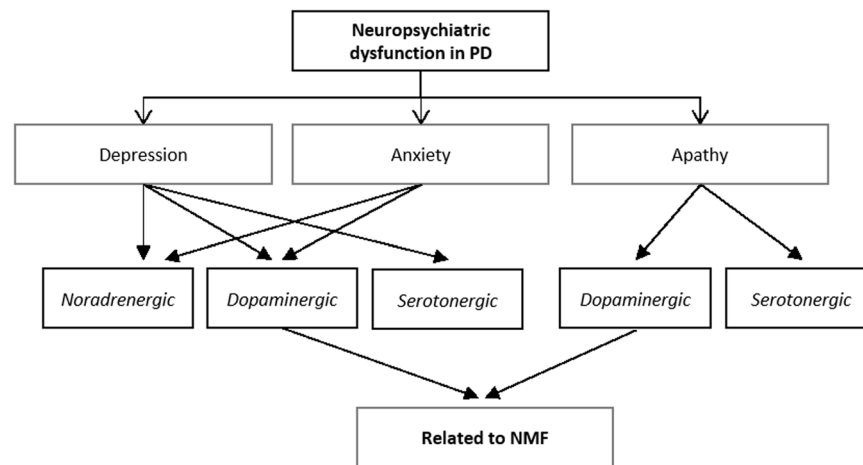 Neuropsychiatric
dysfunction in PD
Depression
Anxiety
Apathy
Noradrenergic
Dopaminergic
Serotonergic
Dopaminergic
Serotonergic
Related to NMF